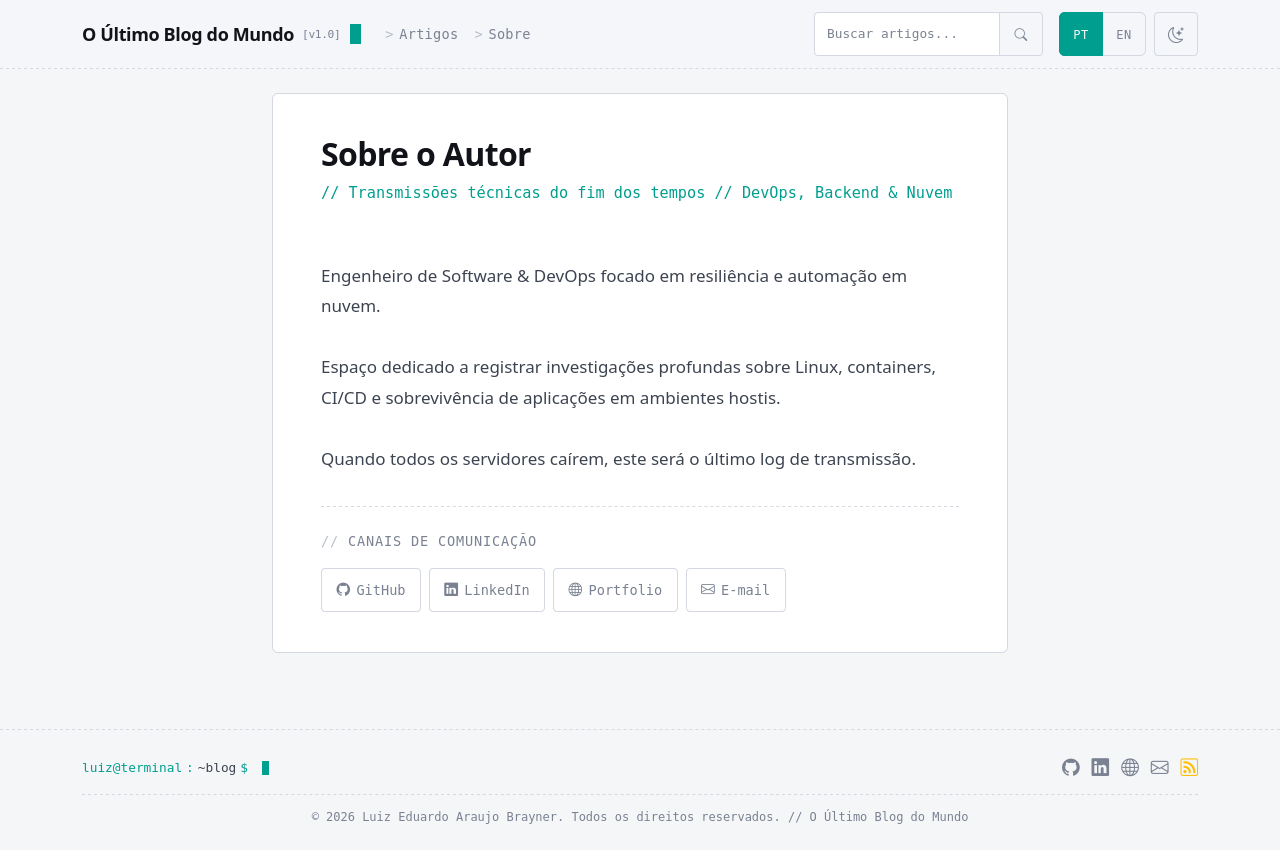 O Último Blog do Mundo [v1.0] > Artigos > Sobre Buscar artigos... PT EN
Sobre o Autor
// Transmissões técnicas do fim dos tempos // DevOps, Backend & Nuvem
Engenheiro de Software & DevOps focado em resiliência e automação em
nuvem.
Espaço dedicado a registrar investigações profundas sobre Linux, containers,
CI/CD e sobrevivência de aplicações em ambientes hostis.
Quando todos os servidores caírem, este será o último log de transmissão.
// CANAIS DE COMUNICAÇÃO
GitHub LinkedIn Portfolio E-mail
luiz@terminal:~blog$
© 2026 Luiz Eduardo Araujo Brayner. Todos os direitos reservados. // O Último Blog do Mundo